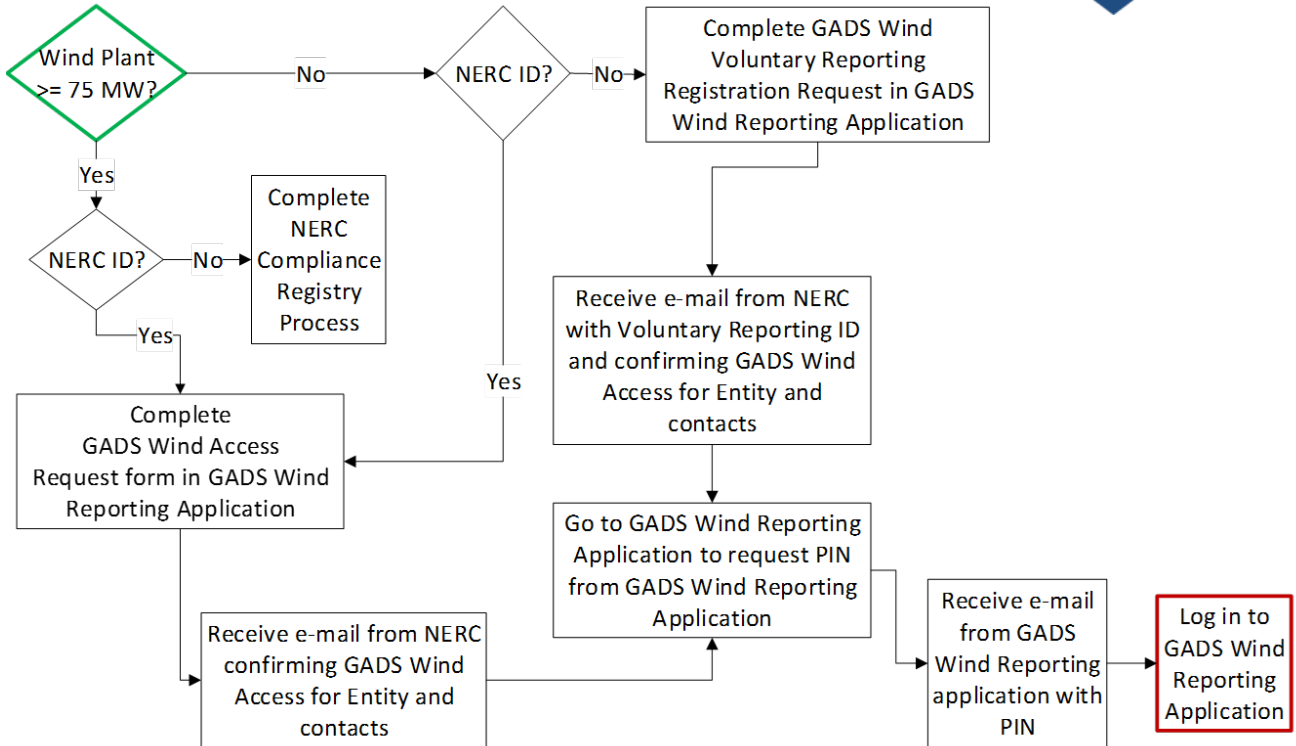 Wind Plant
>= 75 MW?
No
NERC ID?
No
Complete GADS Wind
Voluntary Reporting
Registration Request in GADS
Wind Reporting Application
Yes
NERC ID?
No
Complete
NERC
Compliance
Registry
Process
Yes
Yes
Receive e-mail from NERC
with Voluntary Reporting ID
and confirming GADS Wind
Access for Entity and
contacts
Complete
GADS Wind Access
Request form in GADS Wind
Reporting Application
Go to GADS Wind Reporting
Application to request PIN
from GADS Wind Reporting
Application
Receive e-mail from NERC
confirming GADS Wind
Access for Entity and
contacts
Receive e-mail
from GADS
Wind Reporting
application with
PIN
Log in to
GADS Wind
Reporting
Application